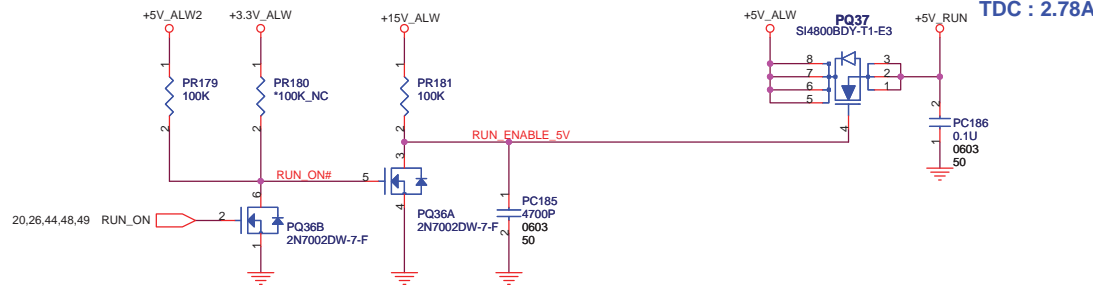 +5V_ALW2
+3.3V_ALW
+15V_ALW
+5V_ALW
PQ37
SI4800BDY-T1-E3
+5V_RUN
TDC : 2.78A
1
PR179
100K
2
1
PR180
*100K_NC
2
1
PR181
100K
2
8
7
6
5
3
2
1
4
2
PC186
0.1U
0603
50
1
RUN_ENABLE_5V
RUN_ON#
5
3
4
PQ36A
2N7002DW-7-F
1
PC185
4700P
0603
50
2
20,26,44,48,49 RUN_ON
2
6
1
PQ36B
2N7002DW-7-F